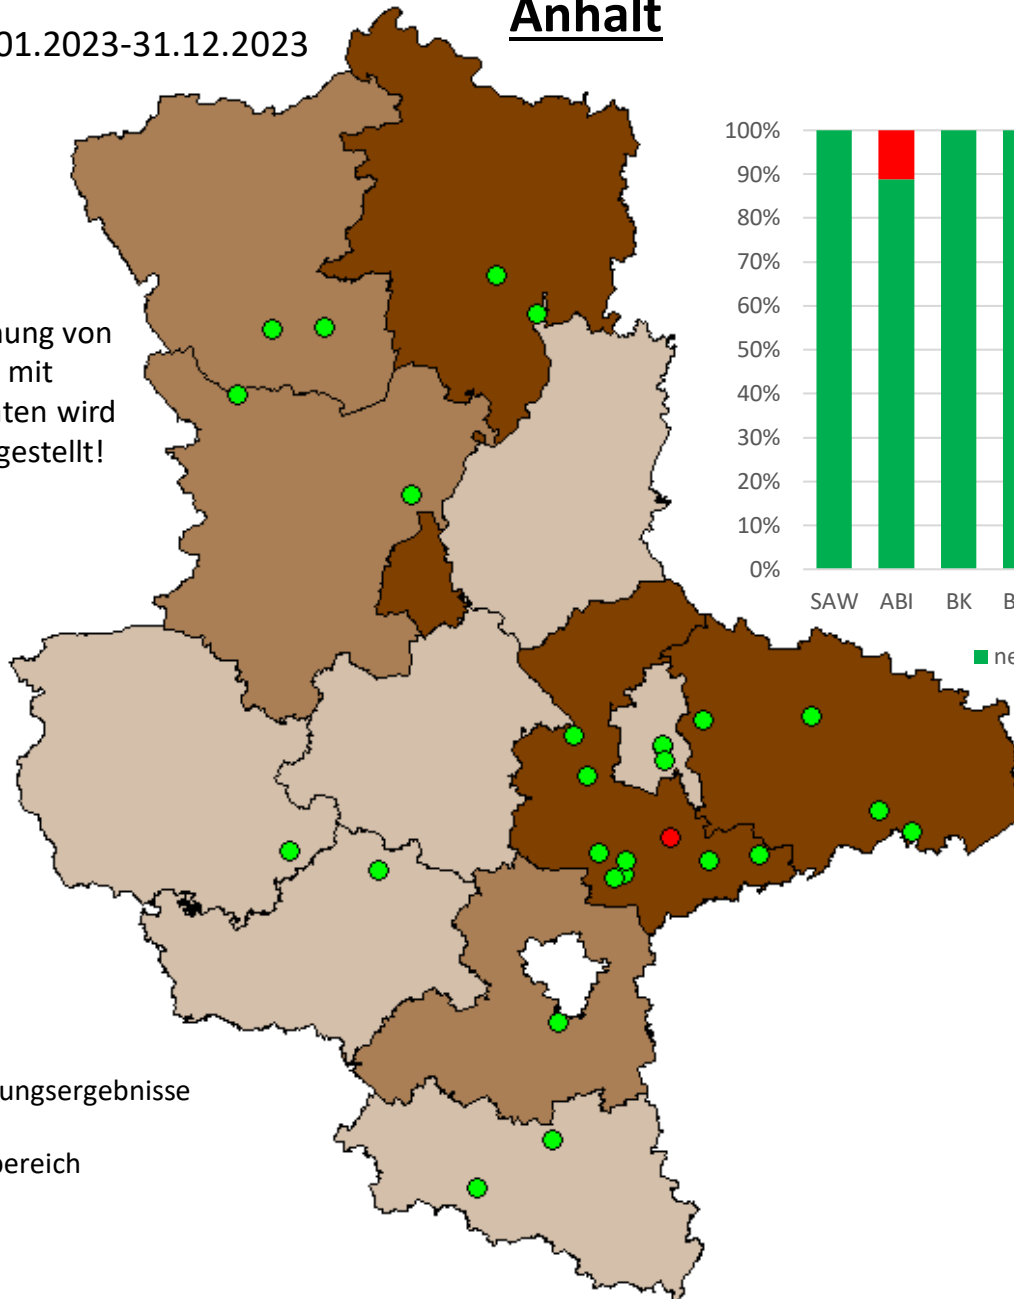 Anhalt
01.2023-31.12.2023
nung von
mit
ten wird
gestellt!
100%
90%
80%
70%
60%
50%
40%
30%
20%
10%
0%
SAW ABI BK B
ne
ungsergebnisse
bereich